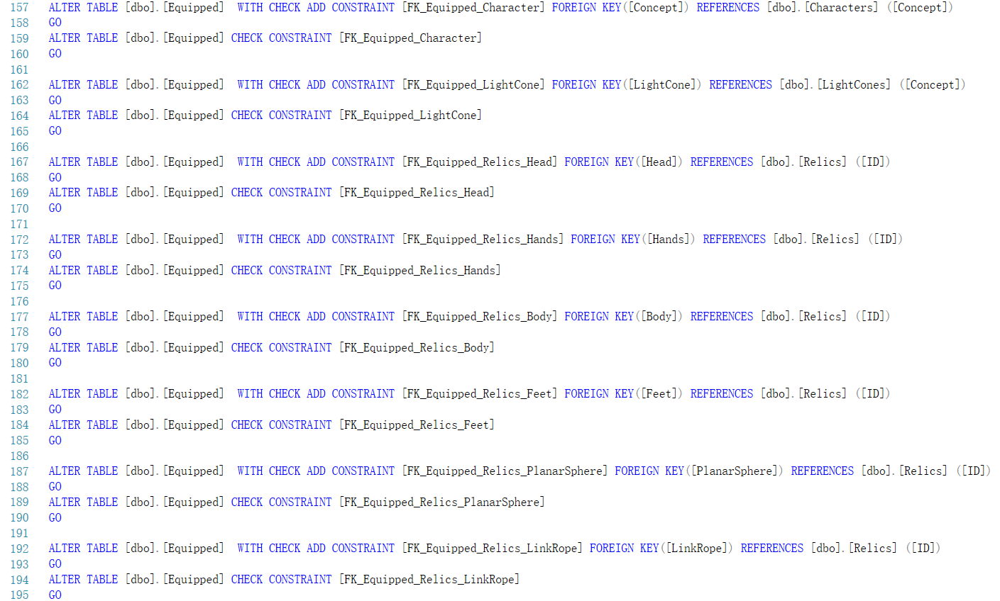 157 ALTER TABLE [dbo].[Equipped]  WITH CHECK ADD CONSTRAINT [FK_Equipped_Character] FOREIGN KEY([Concept]) REFERENCES [dbo].[Characters] ([Concept])
158 GO
159 ALTER TABLE [dbo].[Equipped] CHECK CONSTRAINT [FK_Equipped_Character]
160 GO
161
162 ALTER TABLE [dbo].[Equipped]  WITH CHECK ADD CONSTRAINT [FK_Equipped_LightCone] FOREIGN KEY([LightCone]) REFERENCES [dbo].[LightCones] ([Concept])
163 GO
164 ALTER TABLE [dbo].[Equipped] CHECK CONSTRAINT [FK_Equipped_LightCone]
165 GO
166
167 ALTER TABLE [dbo].[Equipped]  WITH CHECK ADD CONSTRAINT [FK_Equipped_Relics_Head] FOREIGN KEY([Head]) REFERENCES [dbo].[Relics] ([ID])
168 GO
169 ALTER TABLE [dbo].[Equipped] CHECK CONSTRAINT [FK_Equipped_Relics_Head]
170 GO
171
172 ALTER TABLE [dbo].[Equipped]  WITH CHECK ADD CONSTRAINT [FK_Equipped_Relics_Hands] FOREIGN KEY([Hands]) REFERENCES [dbo].[Relics] ([ID])
173 GO
174 ALTER TABLE [dbo].[Equipped] CHECK CONSTRAINT [FK_Equipped_Relics_Hands]
175 GO
176
177 ALTER TABLE [dbo].[Equipped]  WITH CHECK ADD CONSTRAINT [FK_Equipped_Relics_Body] FOREIGN KEY([Body]) REFERENCES [dbo].[Relics] ([ID])
178 GO
179 ALTER TABLE [dbo].[Equipped] CHECK CONSTRAINT [FK_Equipped_Relics_Body]
180 GO
181
182 ALTER TABLE [dbo].[Equipped]  WITH CHECK ADD CONSTRAINT [FK_Equipped_Relics_Feet] FOREIGN KEY([Feet]) REFERENCES [dbo].[Relics] ([ID])
183 GO
184 ALTER TABLE [dbo].[Equipped] CHECK CONSTRAINT [FK_Equipped_Relics_Feet]
185 GO
186
187 ALTER TABLE [dbo].[Equipped]  WITH CHECK ADD CONSTRAINT [FK_Equipped_Relics_PlanarSphere] FOREIGN KEY([PlanarSphere]) REFERENCES [dbo].[Relics] ([ID])
188 GO
189 ALTER TABLE [dbo].[Equipped] CHECK CONSTRAINT [FK_Equipped_Relics_PlanarSphere]
190 GO
191
192 ALTER TABLE [dbo].[Equipped]  WITH CHECK ADD CONSTRAINT [FK_Equipped_Relics_LinkRope] FOREIGN KEY([LinkRope]) REFERENCES [dbo].[Relics] ([ID])
193 GO
194 ALTER TABLE [dbo].[Equipped] CHECK CONSTRAINT [FK_Equipped_Relics_LinkRope]
195 GO